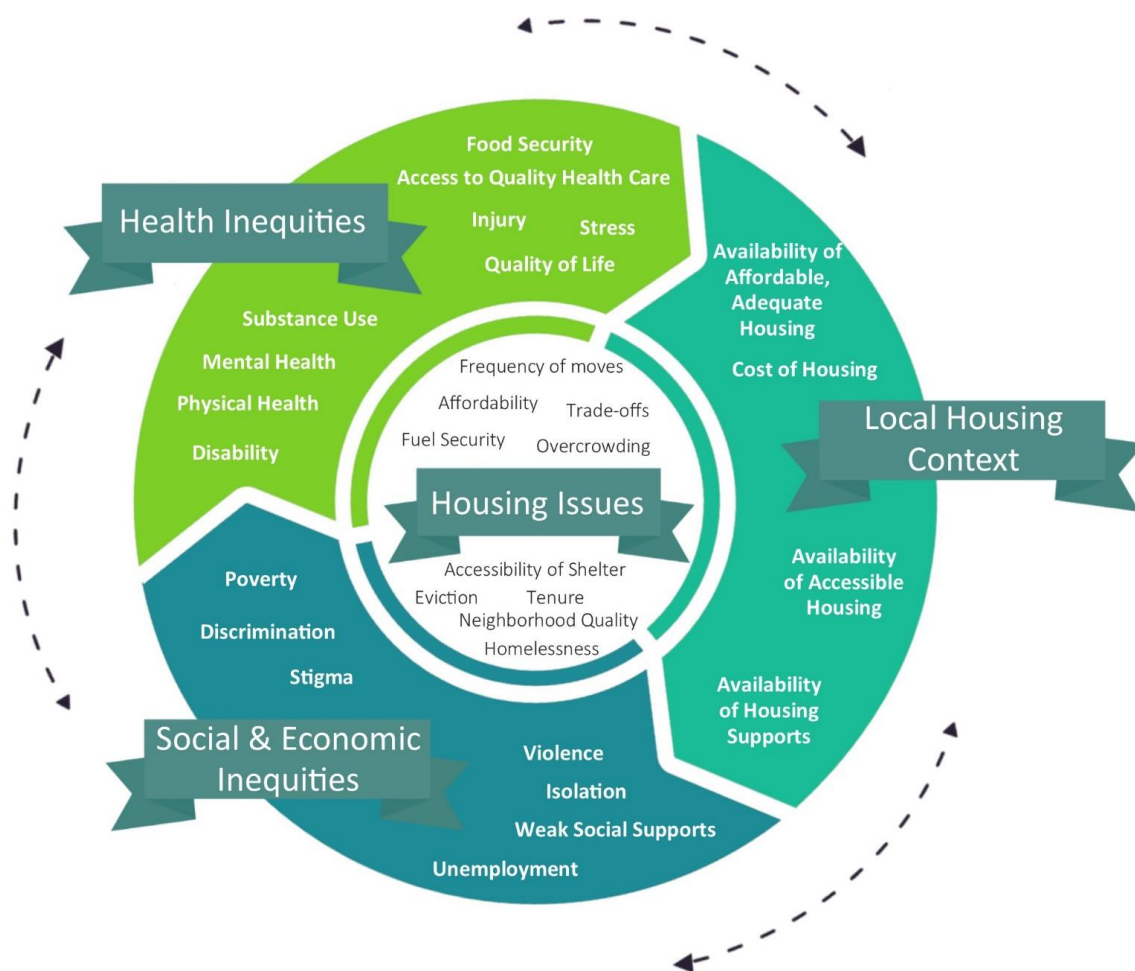 Food Security
Access to Quality Health Care
Injury
Stress
Quality of Life
Health Inequities
Substance Use
Mental Health
Physical Health
Disability
Availability of
Affordable,
Adequate
Housing
Cost of Housing
Local Housing
Context
Availability
of Accessible
Housing
Availability
of Housing
Supports
Frequency of moves
Affordability
Trade-offs
Fuel Security
Overcrowding
Housing Issues
Accessibility of Shelter
Eviction
Tenure
Neighborhood Quality
Homelessness
Poverty
Discrimination
Stigma
Social & Economic
Inequities
Violence
Isolation
Weak Social Supports
Unemployment